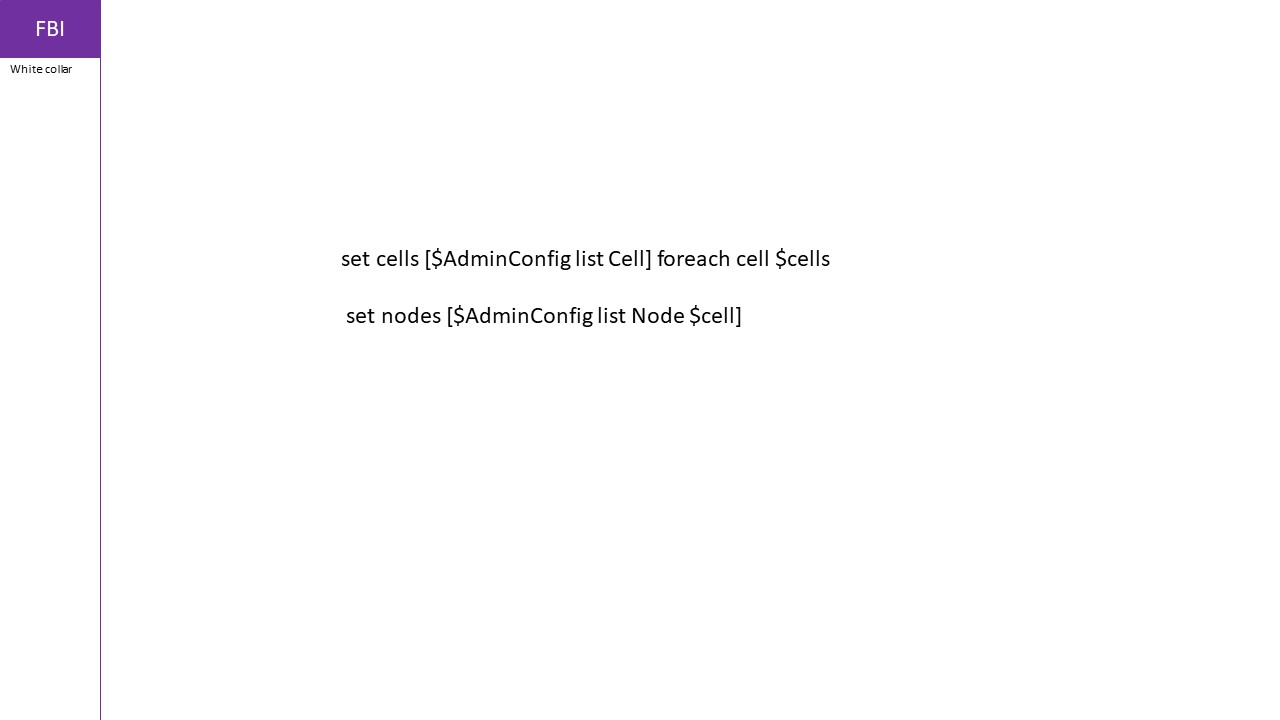 FBI
White collar
set cells [$AdminConfig list Cell] foreach cell $cells
set nodes [$AdminConfig list Node $cell]